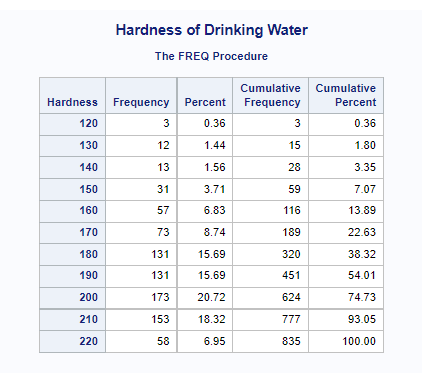 Hardness of Drinking Water
The FREQ Procedure
Hardness Frequency Percent Cumulative Frequency Cumulative Percent
120 3 0.36 3 0.36
130 12 1.44 15 1.80
140 13 1.56 28 3.35
150 31 3.71 59 7.07
160 57 6.83 116 13.89
170 73 8.74 189 22.63
180 131 15.69 320 38.32
190 131 15.69 451 54.01
200 173 20.72 624 74.73
210 153 18.32 777 93.05
220 58 6.95 835 100.00